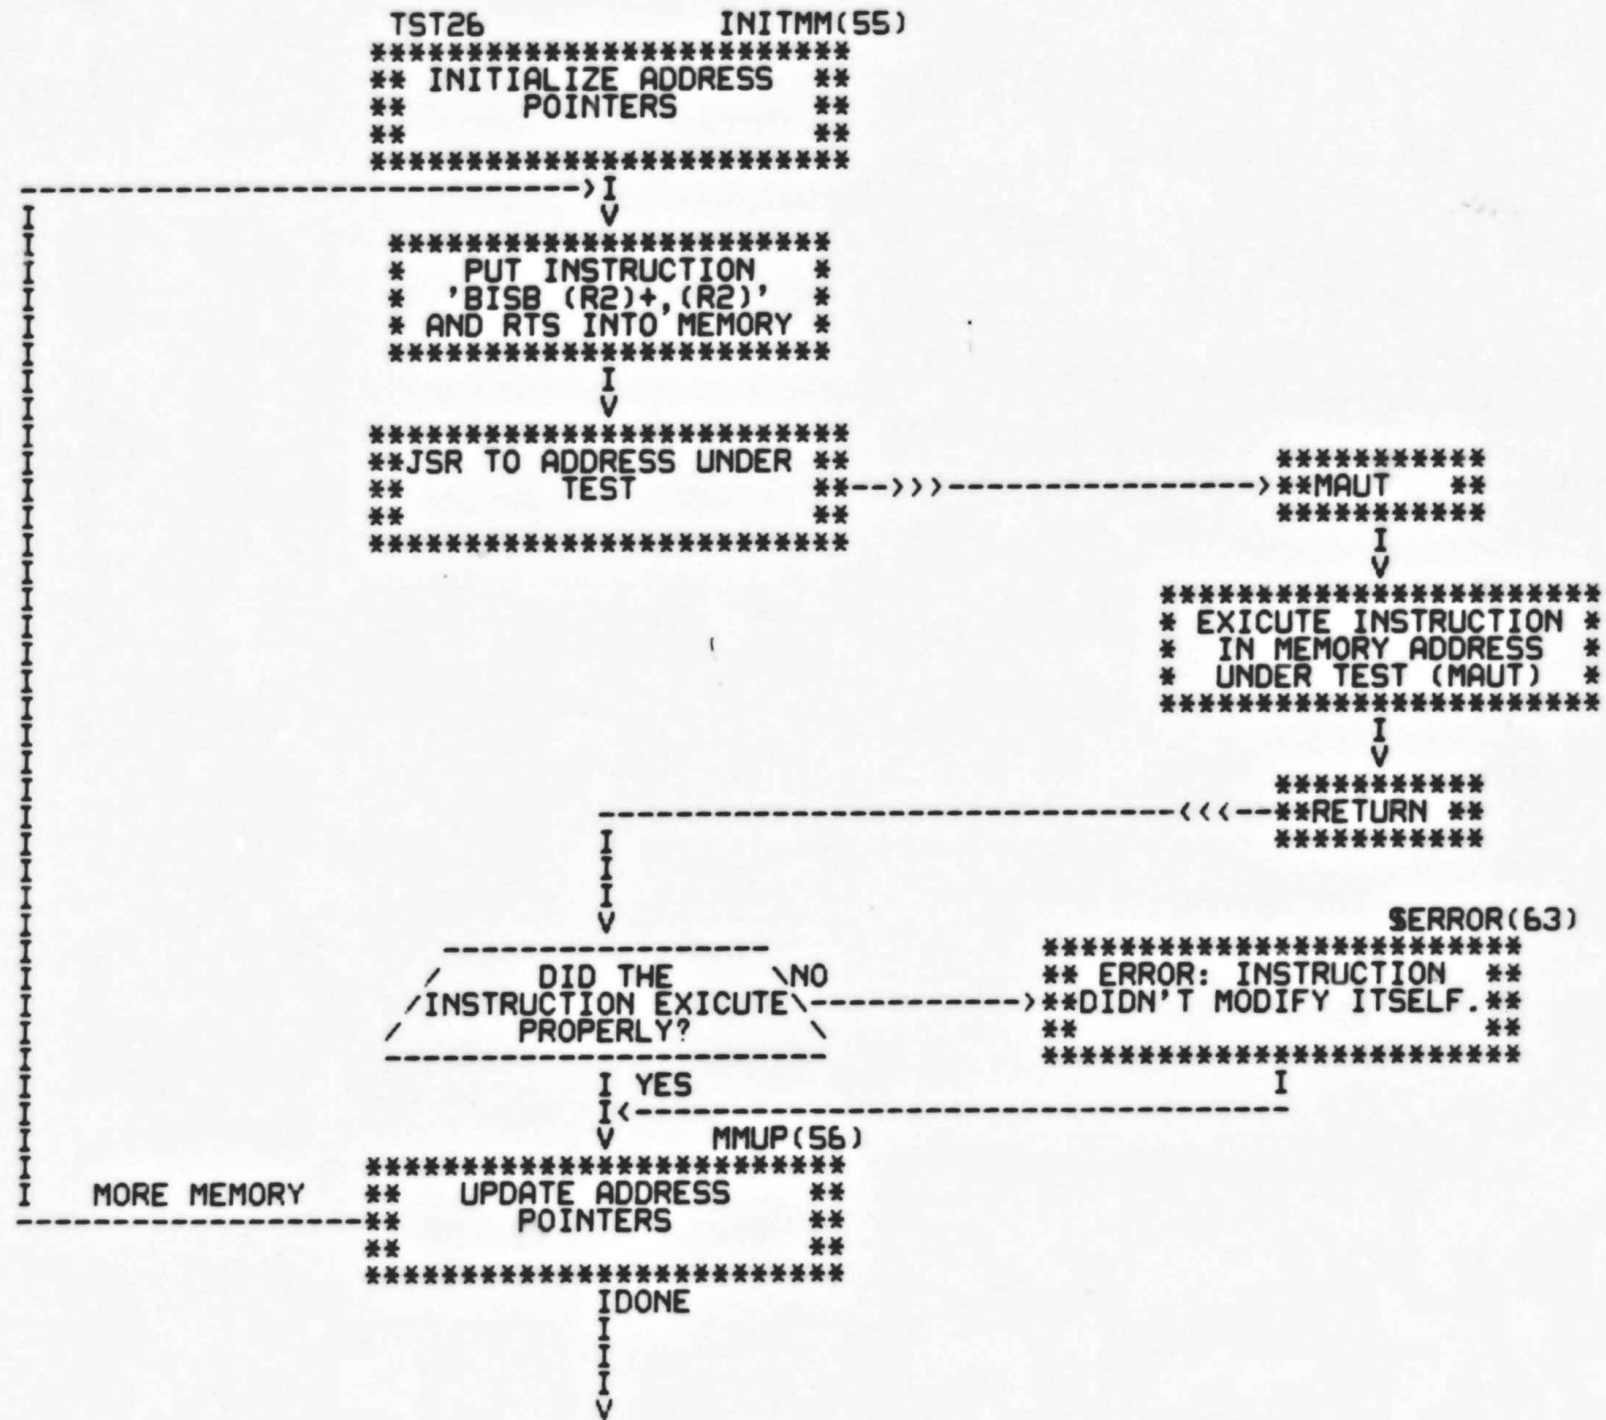 TST26 INITMM(55)
INITIALIZE ADDRESS
POINTERS
PUT INSTRUCTION
'BISB (R2)+,(R2)'
AND RTS INTO MEMORY
JSR TO ADDRESS UNDER
TEST
MAUT
EXICUTE INSTRUCTION
IN MEMORY ADDRESS
UNDER TEST (MAUT)
RETURN
$ERROR(63)
DID THE
INSTRUCTION EXICUTE
PROPERLY?
NO
ERROR: INSTRUCTION
DIDN'T MODIFY ITSELF.
YES
MMUP(56)
MORE MEMORY
UPDATE ADDRESS
POINTERS
DONE